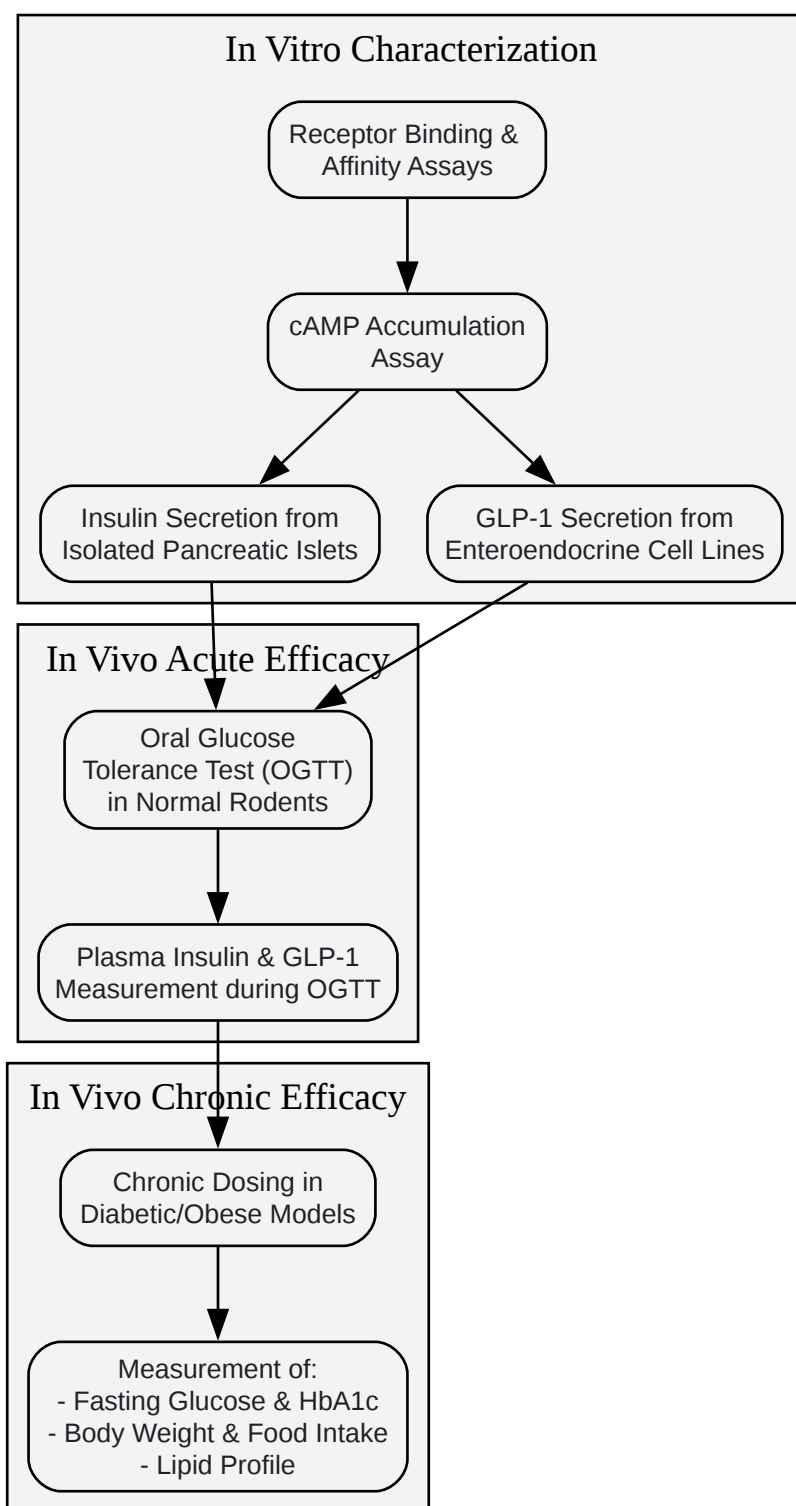 In Vitro Characterization
Receptor Binding &
Affinity Assays
cAMP Accumulation
Assay
Insulin Secretion from
Isolated Pancreatic Islets
GLP-1 Secretion from
Enteroendocrine Cell Lines
In Vivo Acute Efficacy
Oral Glucose
Tolerance Test (OGTT)
in Normal Rodents
Plasma Insulin & GLP-1
Measurement during OGTT
In Vivo Chronic Efficacy
Chronic Dosing in
Diabetic/Obese Models
Measurement of:
- Fasting Glucose & HbA1c
- Body Weight & Food Intake
- Lipid Profile